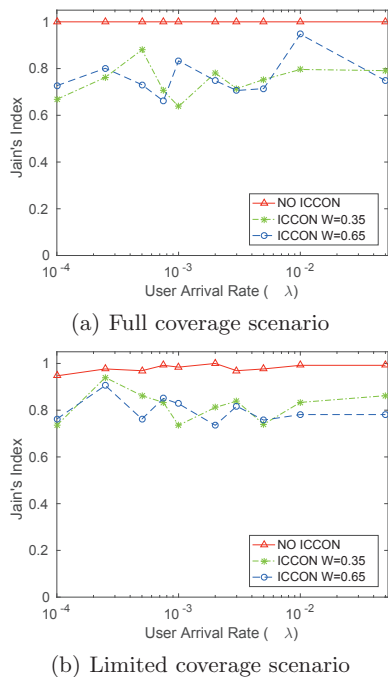 1
0.8
0.6
0.4
0.2
0
Jain's Index
NO ICCON
ICCON W=0.35
ICCON W=0.65
10-4 10-3 10-2
User Arrival Rate ( λ)
(a) Full coverage scenario
1
0.8
0.6
0.4
0.2
0
Jain's Index
NO ICCON
ICCON W=0.35
ICCON W=0.65
10-4 10-3 10-2
User Arrival Rate ( λ)
(b) Limited coverage scenario